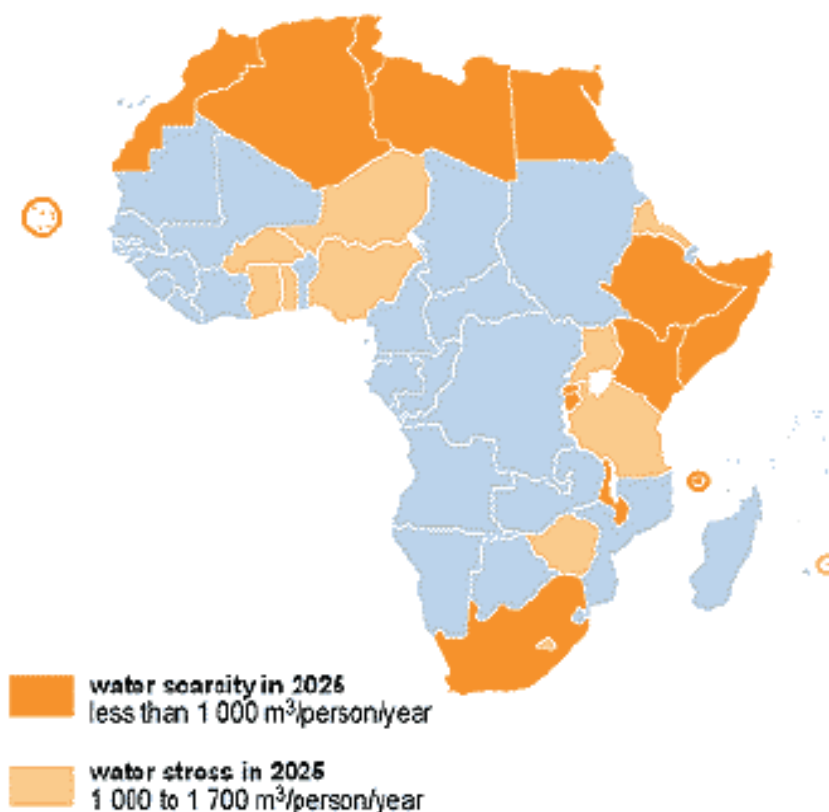 water scarcity in 2025
less than 1 000 m³/person/year
water stress in 2025
1 000 to 1 700 m³/person/year